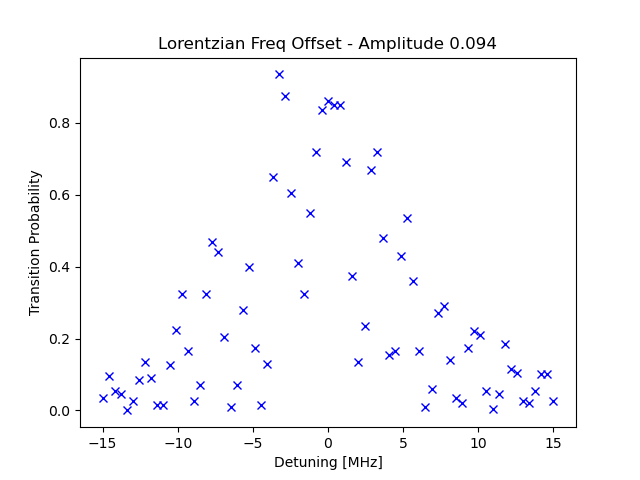 Lorentzian Freq Offset - Amplitude 0.094
Transition Probability
0.8
0.6
0.4
0.2
0.0
−15 −10 −5 0 5 10 15
Detuning [MHz]